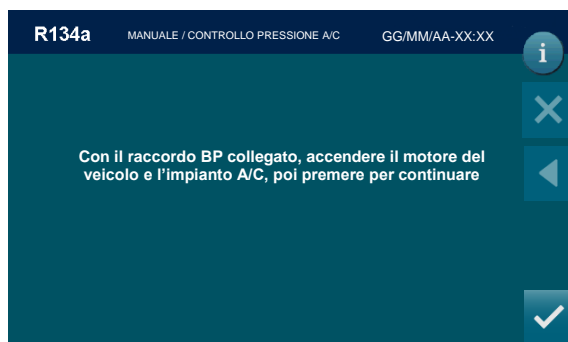 R134a MANUALE / CONTROLLO PRESSIONE A/C GG/MM/AA-XX:XX
i
Con il raccordo BP collegato, accendere il motore del
veicolo e l'impianto A/C, poi premere per continuare